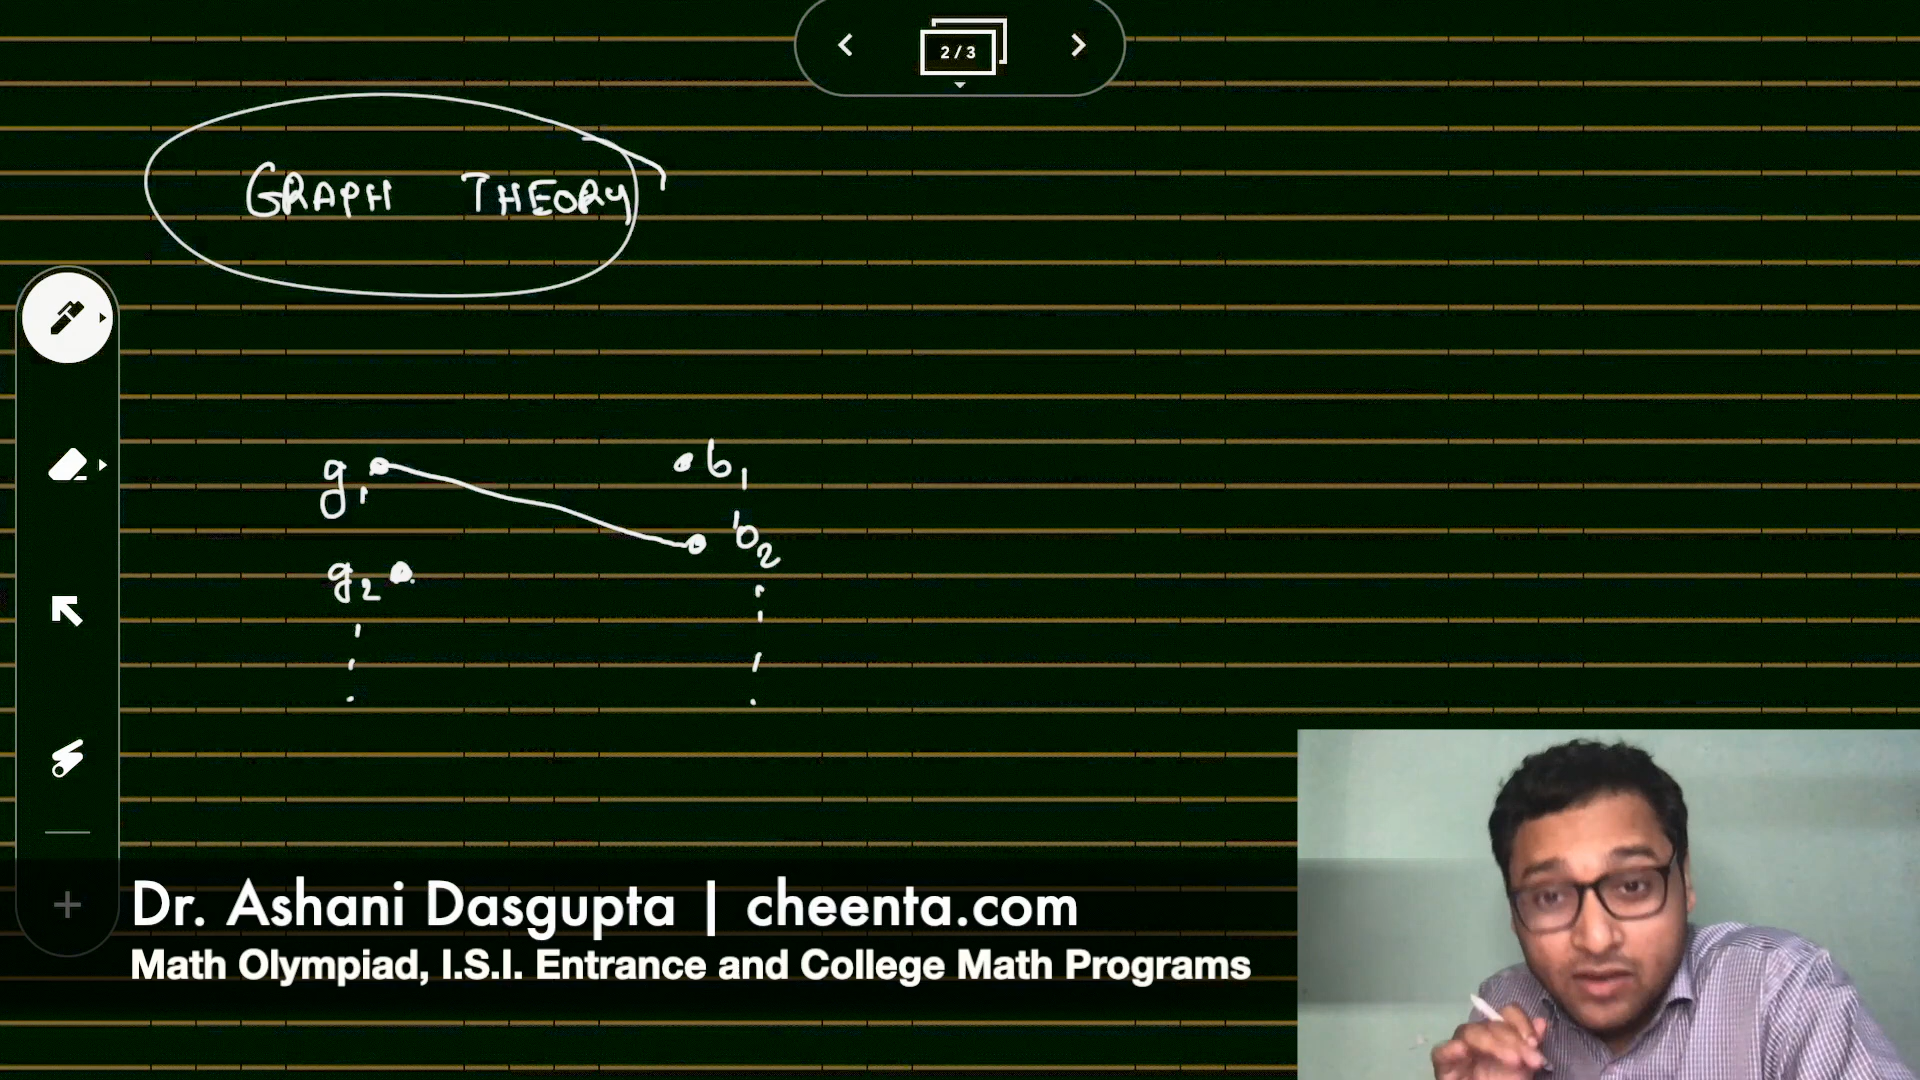 2 / 3
GRAPH THEORY
g1 b1
b2
g2
Dr. Ashani Dasgupta | cheenta.com
Math Olympiad, I.S.I. Entrance and College Math Programs